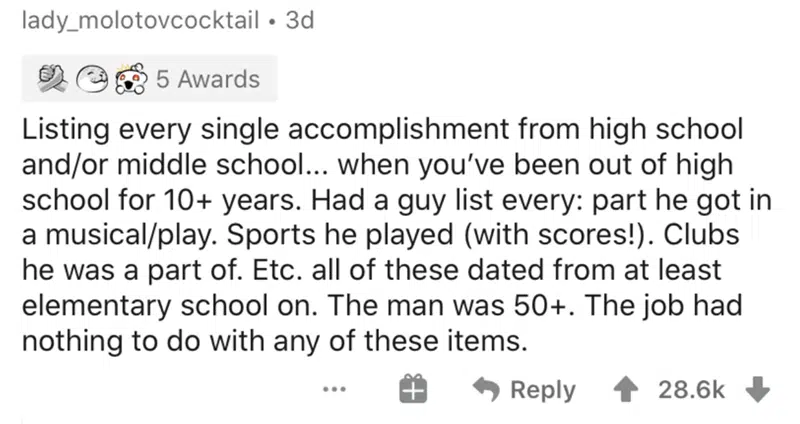 lady_molotovcocktail • 3d
5 Awards
Listing every single accomplishment from high school
and/or middle school... when you've been out of high
school for 10+ years. Had a guy list every: part he got in
a musical/play. Sports he played (with scores!). Clubs
he was a part of. Etc. all of these dated from at least
elementary school on. The man was 50+. The job had
nothing to do with any of these items.
... Reply 28.6k